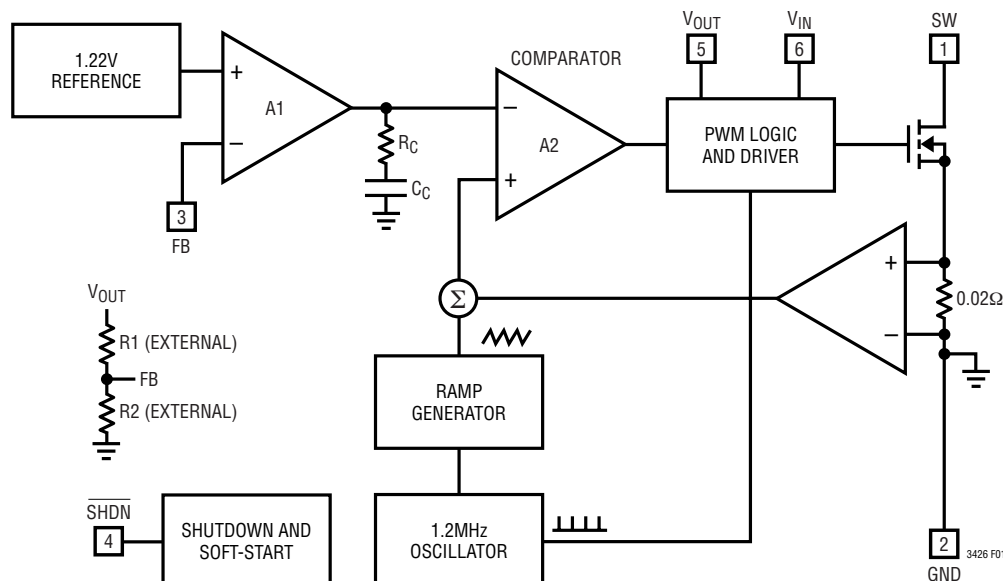 1.22V
REFERENCE
+
−
A1
3
FB
R_C
C_C
COMPARATOR
−
A2
+
V_OUT
5
V_IN
6
SW
1
PWM LOGIC
AND DRIVER
+
−
0.02Ω
Σ
V_OUT
R1 (EXTERNAL)
FB
R2 (EXTERNAL)
RAMP
GENERATOR
SHDN
4
SHUTDOWN AND
SOFT-START
1.2MHz
OSCILLATOR
2
GND
3426 F01